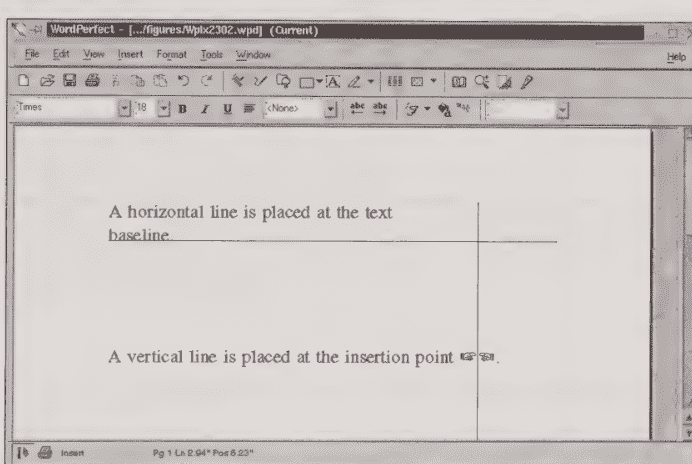 WordPerfect - [.../figures/Wplx2302.wpd] (Current)
File Edit View Insert Format Tools Window Help
Times 18 B I U <None> abc abc
A horizontal line is placed at the text
baseline.
A vertical line is placed at the insertion point ☞☜.
Insert Pg 1 Ln 2.94" Pos 6.23"